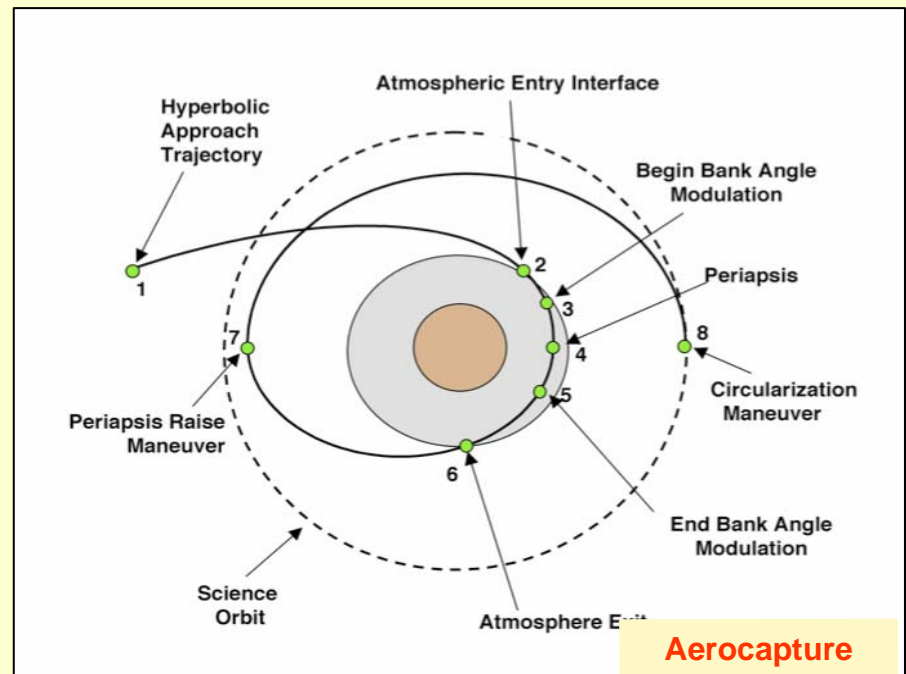 Atmospheric Entry Interface
Hyperbolic
Approach
Trajectory
Begin Bank Angle
Modulation
Periapsis
1
2
3
4
5
6
7
8
Periapsis Raise
Maneuver
Circularization
Maneuver
End Bank Angle
Modulation
Science
Orbit
Atmosphere
Aerocapture